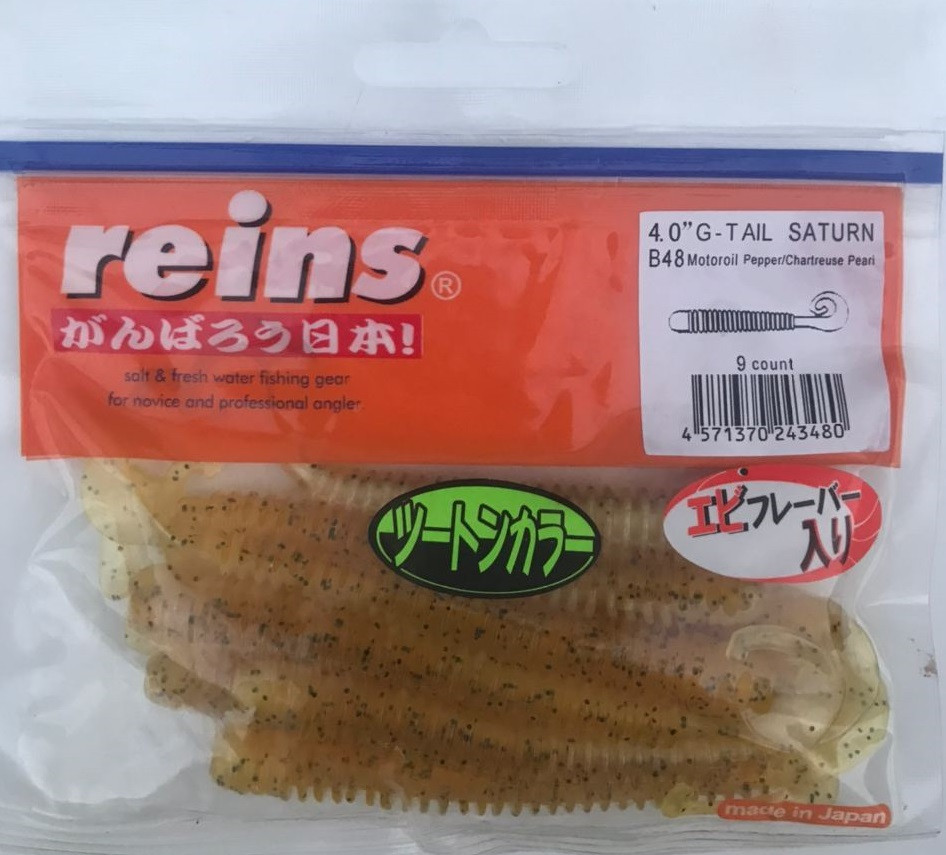 reins®
がんばろう日本!
salt & fresh water fishing gear
for novice and professional angler
4.0"G-TAIL SATURN
B48 Motoroil Pepper/Chartreuse Pearl
9 count
4 571370 243480
ツートンカラー
エビフレーバー
入り
made in Japan